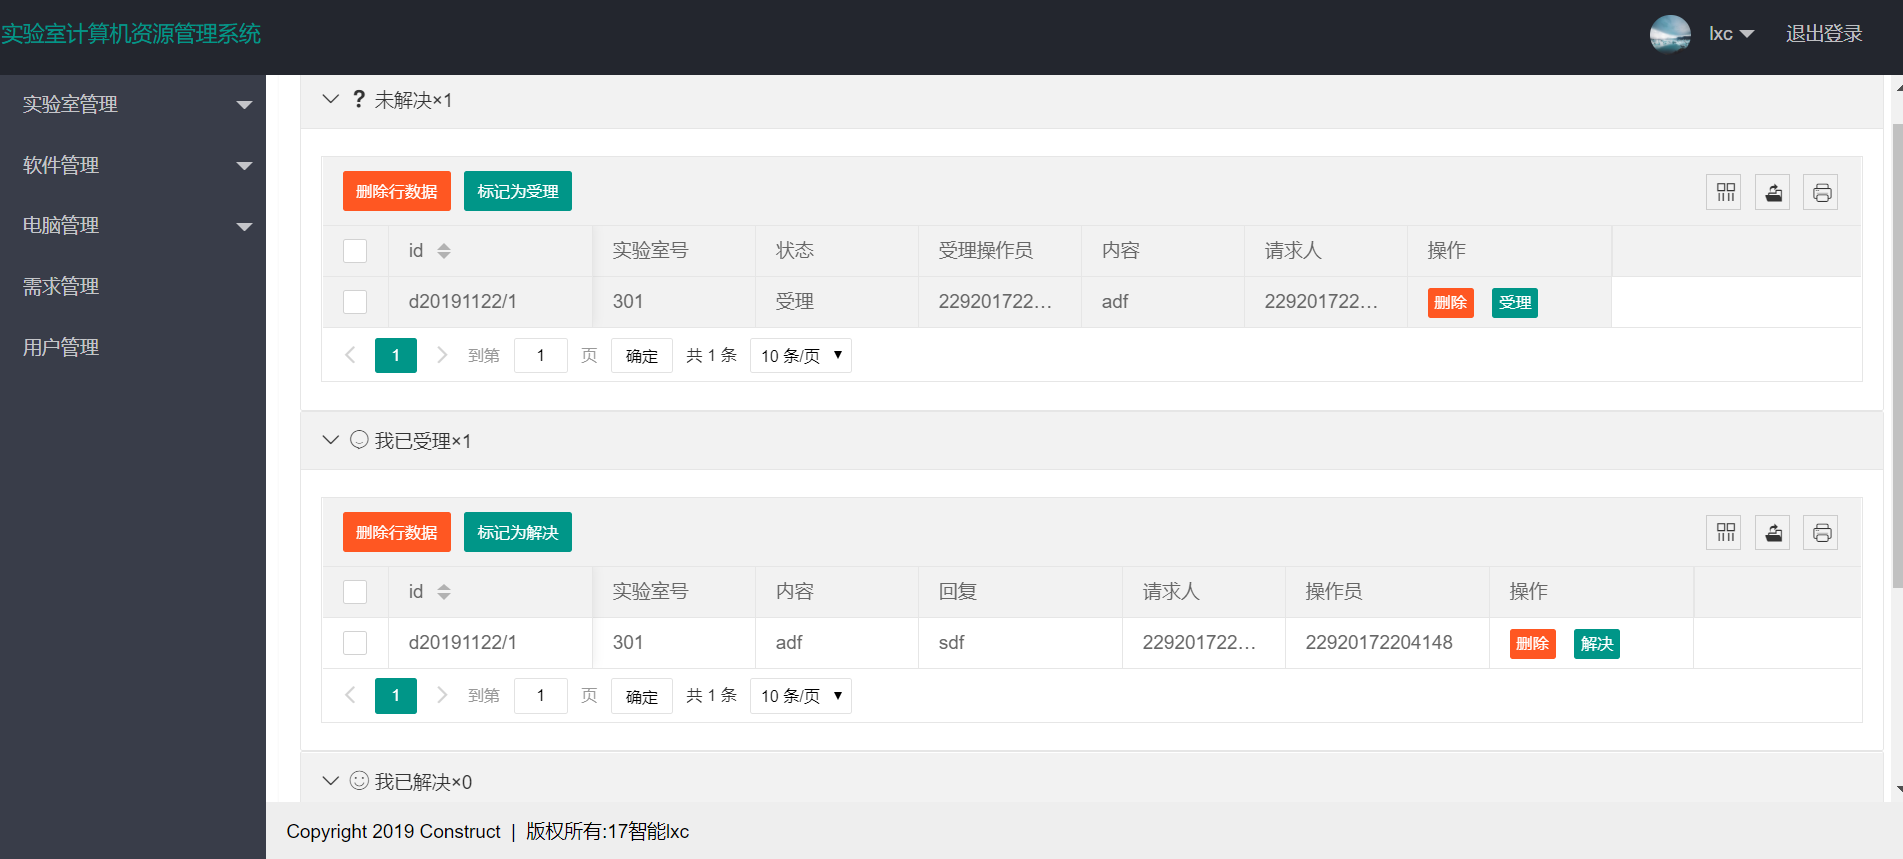 实验室计算机资源管理系统
lxc
退出登录
实验室管理
软件管理
电脑管理
需求管理
用户管理
? 未解决×1
删除行数据 标记为受理
id 实验室号 状态 受理操作员 内容 请求人 操作
d20191122/1 301 受理 229201722... adf 229201722... 删除 受理
1 到第 1 页 确定 共 1 条 10 条/页
我已受理×1
删除行数据 标记为解决
id 实验室号 内容 回复 请求人 操作员 操作
d20191122/1 301 adf sdf 229201722... 22920172204148 删除 解决
1 到第 1 页 确定 共 1 条 10 条/页
我已解决×0
Copyright 2019 Construct | 版权所有:17智能lxc